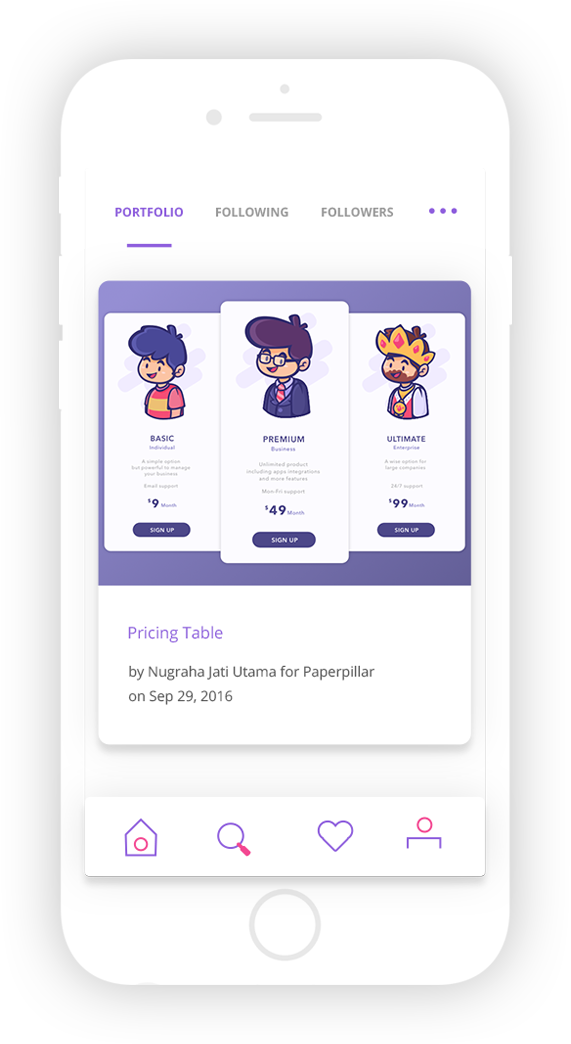 PORTFOLIO FOLLOWING FOLLOWERS
BASIC
Individual
A simple option
but powerful to manage
your business
Email support
$9 Month
SIGN UP
PREMIUM
Business
Unlimited product
including apps integrations
and more features
Mon-Fri support
$49 Month
SIGN UP
ULTIMATE
Enterprise
A wise option for
large companies
24/7 support
$99 Month
SIGN UP
Pricing Table
by Nugraha Jati Utama for Paperpillar
on Sep 29, 2016